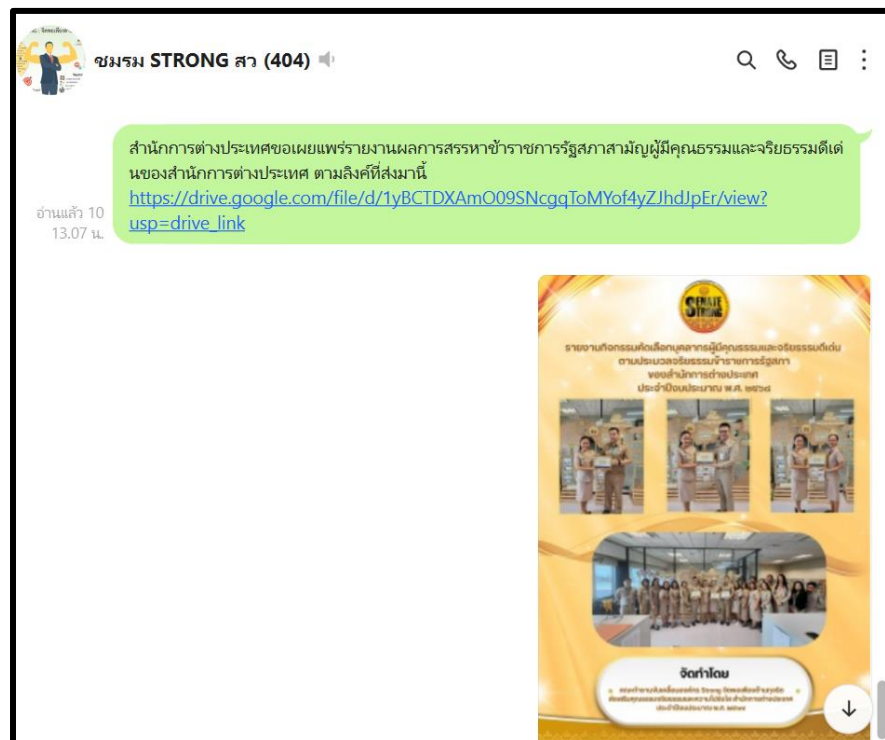 ชมรม STRONG สว (404)
สำนักการต่างประเทศขอเผยแพร่รายงานผลการสรรหาข้าราชการรัฐสภาสามัญผู้มีคุณธรรมและจริยธรรมดีเด่
นของสำนักการต่างประเทศ ตามลิงค์ที่ส่งมานี้
https://drive.google.com/file/d/1yBCTDXAmO09SNcgqToMYof4yZJhdJpEr/view?
usp=drive_link
อ่านแล้ว 10
13.07 น.
SENATE
STRONG
รายงานกิจกรรมคัดเลือกบุคลากรผู้มีคุณธรรมและจริยธรรมดีเด่น
ตามประมวลจริยธรรมข้าราชการรัฐสภา
ของสำนักการต่างประเทศ
ประจำปีงบประมาณ พ.ศ. ๒๕๖๘
จัดทำโดย